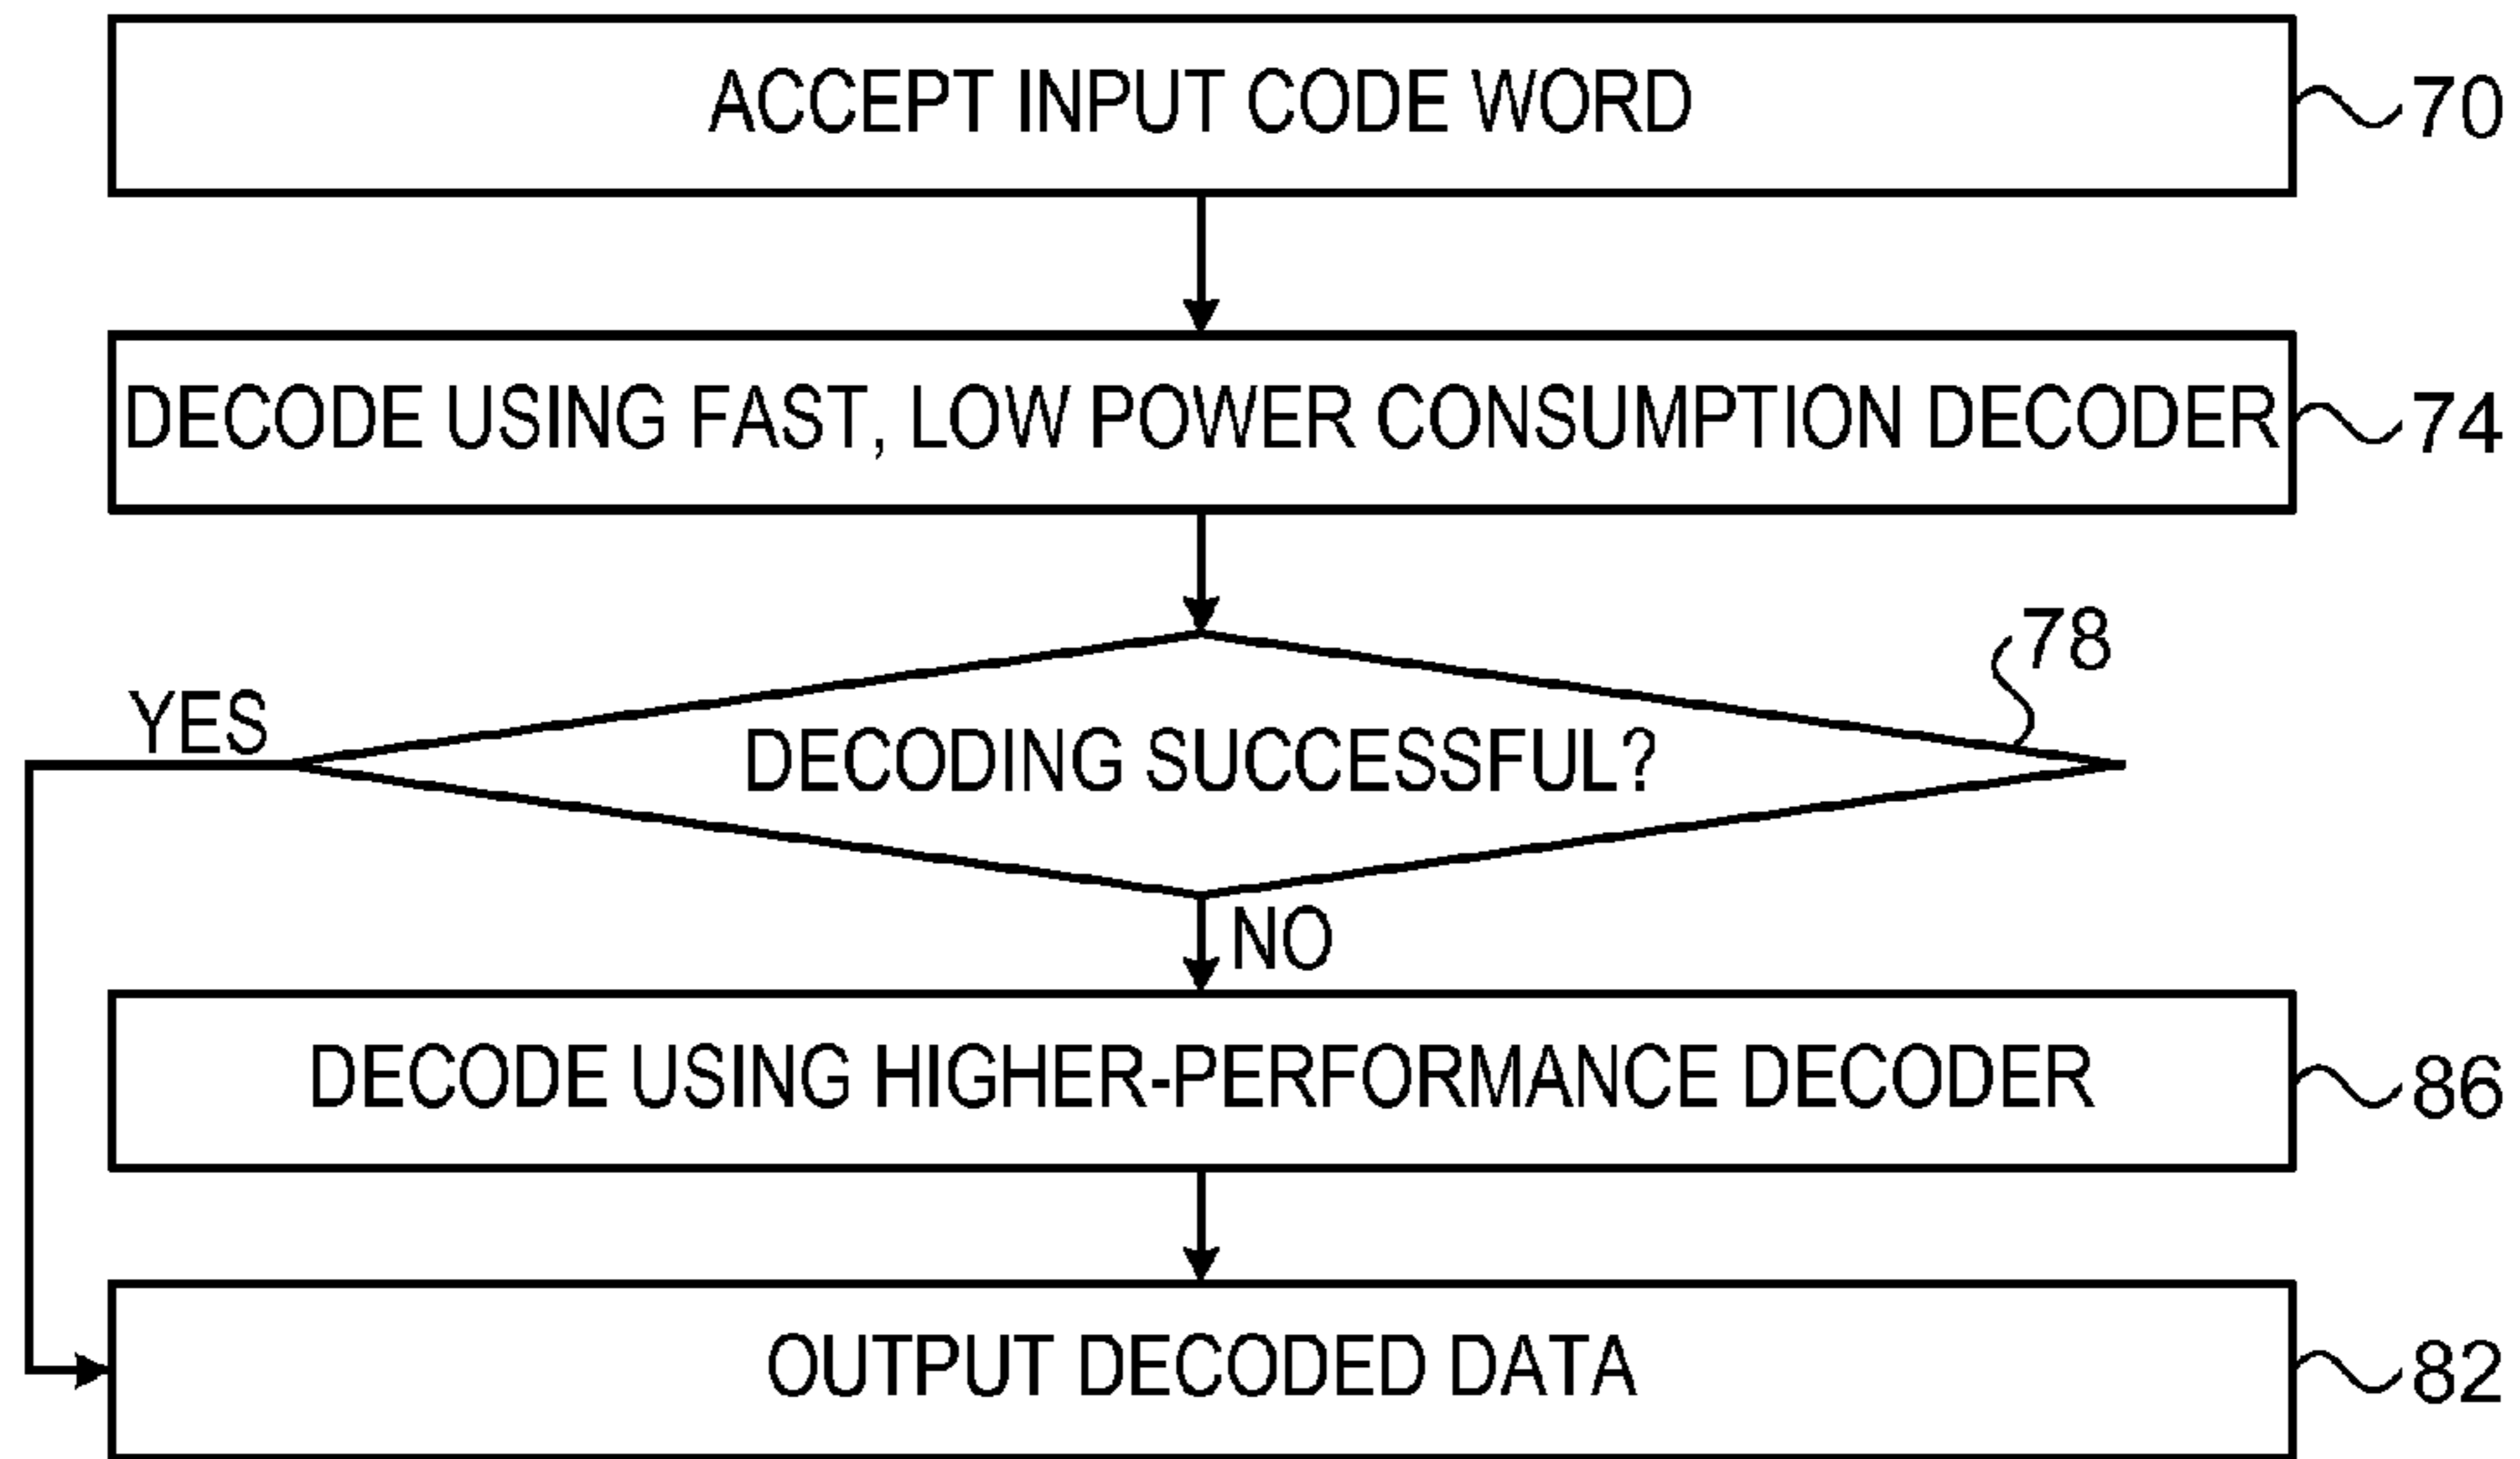 ACCEPT INPUT CODE WORD
70
DECODE USING FAST, LOW POWER CONSUMPTION DECODER
74
78
YES
DECODING SUCCESSFUL?
NO
DECODE USING HIGHER-PERFORMANCE DECODER
86
OUTPUT DECODED DATA
82